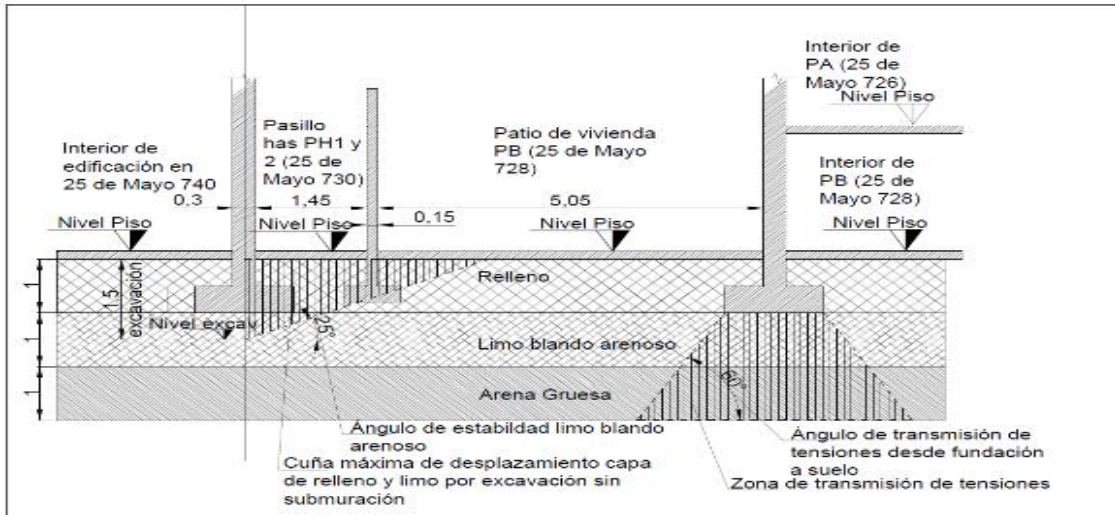 Interior de
PA (25 de
Mayo 726)
Nivel Piso
Pasillo
has PH1 y
2 (25 de
Mayo 730)
Patio de vivienda
PB (25 de Mayo
728)
Interior de
edificación en
25 de Mayo 740
Interior de
PB (25 de
Mayo 728)
0,3
1,45
5,05
0,15
Nivel Piso
Nivel Piso
Nivel Piso
Nivel Piso
1
1,5
excavación
Relleno
Nivel excav
25°
1
Limo blando arenoso
1
Arena Gruesa
60°
Ángulo de estabildad limo blando
arenoso
Cuña máxima de desplazamiento capa
de relleno y limo por excavación sin
submuración
Ángulo de transmisión de
tensiones desde fundación
a suelo
Zona de transmisión de tensiones